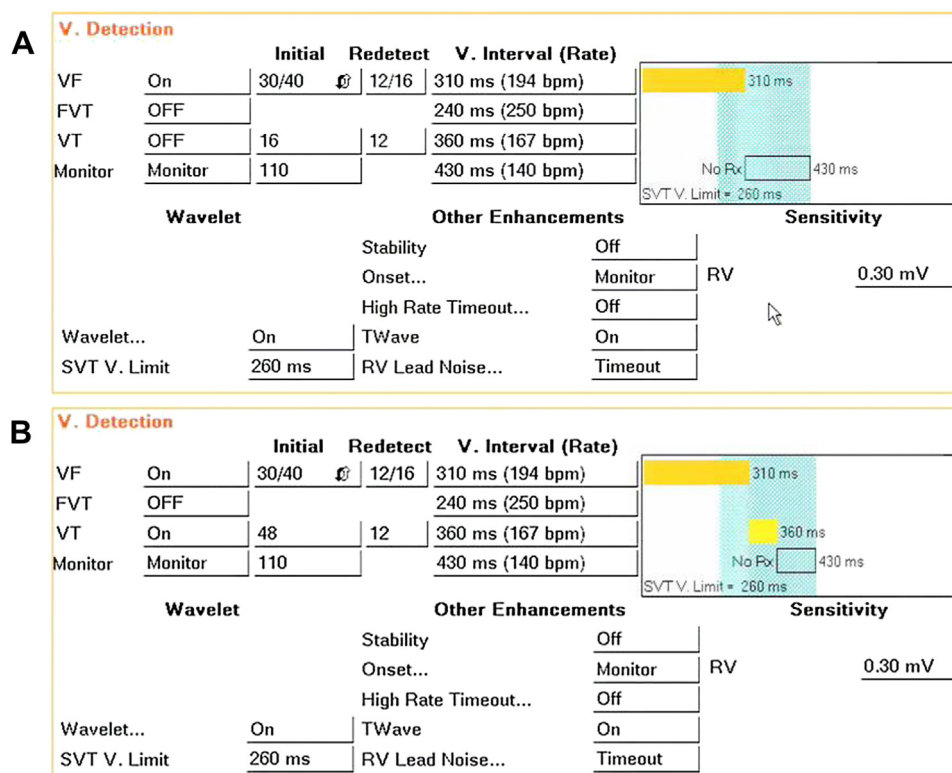 A
V. Detection
Initial Redetect V. Interval (Rate)
VF On 30/40 12/16 310 ms (194 bpm)
310 ms
FVT OFF 240 ms (250 bpm)
VT OFF 16 12 360 ms (167 bpm)
Monitor Monitor 110 430 ms (140 bpm)
No Rx 430 ms
SVT V. Limit = 260 ms
Wavelet Other Enhancements Sensitivity
Stability Off
Onset... Monitor RV 0.30 mV
High Rate Timeout... Off
Wavelet... On TWave On
SVT V. Limit 260 ms RV Lead Noise... Timeout
B
V. Detection
Initial Redetect V. Interval (Rate)
VF On 30/40 12/16 310 ms (194 bpm)
310 ms
FVT OFF 240 ms (250 bpm)
VT On 48 12 360 ms (167 bpm)
360 ms
Monitor Monitor 110 430 ms (140 bpm)
No Rx 430 ms
SVT V. Limit = 260 ms
Wavelet Other Enhancements Sensitivity
Stability Off
Onset... Monitor RV 0.30 mV
High Rate Timeout... Off
Wavelet... On TWave On
SVT V. Limit 260 ms RV Lead Noise... Timeout